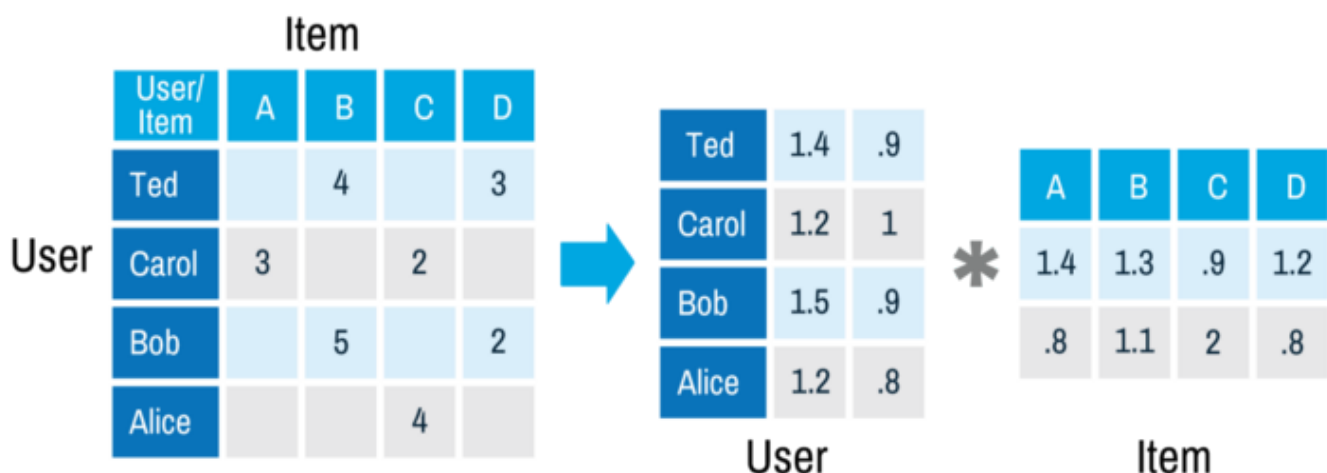 Item
User/
Item A B C D
Ted 4 3
User Carol 3 2
Bob 5 2
Alice 4
Ted 1.4 .9
Carol 1.2 1
Bob 1.5 .9
Alice 1.2 .8
User
*
A B C D
1.4 1.3 .9 1.2
.8 1.1 2 .8
Item